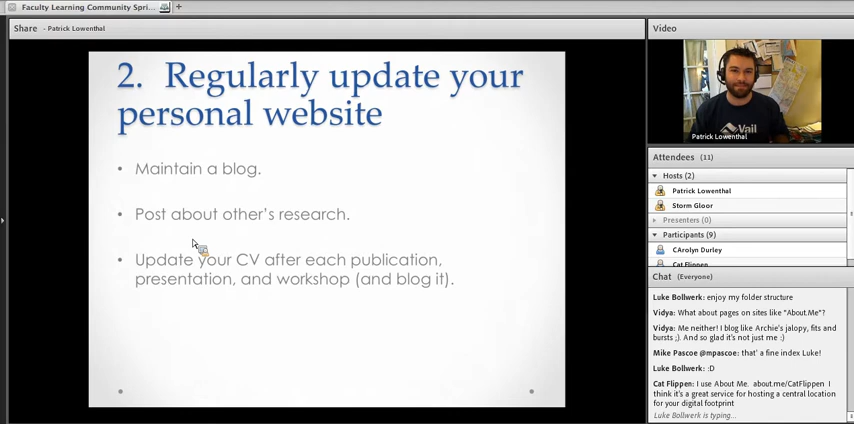 Faculty Learning Community Spri...
Share - Patrick Lowenthal
2. Regularly update your
personal website
• Maintain a blog.
• Post about other's research.
• Update your CV after each publication,
presentation, and workshop (and blog it).
Video
Vail
Patrick Lowenthal
Attendees (11)
Hosts (2)
Patrick Lowenthal
Storm Gloor
Presenters (0)
Participants (9)
CArolyn Durley
Cat Flippen
Chat (Everyone)
Luke Bollwerk: enjoy my folder structure
Vidya: What about pages on sites like "About.Me"?
Vidya: Me neither! I blog like Archie's jalopy, fits and
bursts ;). And so glad it's not just me :)
Mike Pascoe @mpascoe: that' a fine index Luke!
Luke Bollwerk: :D
Cat Flippen: I use About Me. about.me/CatFlippen I
think it's a great service for hosting a central location
for your digital footprint
Luke Bollwerk is typing...